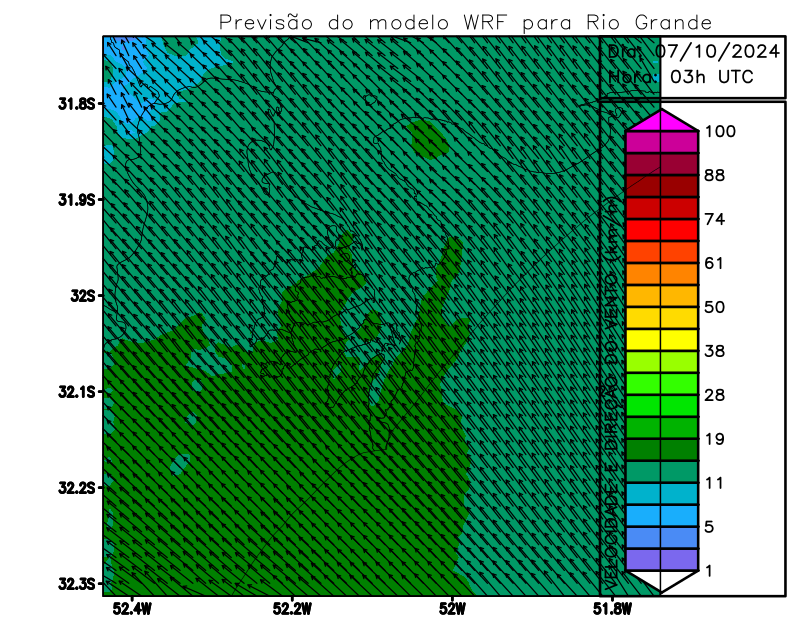 Previsão do modelo WRF para Rio Grande
Dia: 07/10/2024
Hora: 03h UTC
31.8S
31.9S
32S
32.1S
32.2S
32.3S
52.4W
52.2W
52W
51.8W
VELOCIDADE E DIREÇÃO DO VENTO (km/h)
100
88
74
61
50
38
28
19
11
5
1